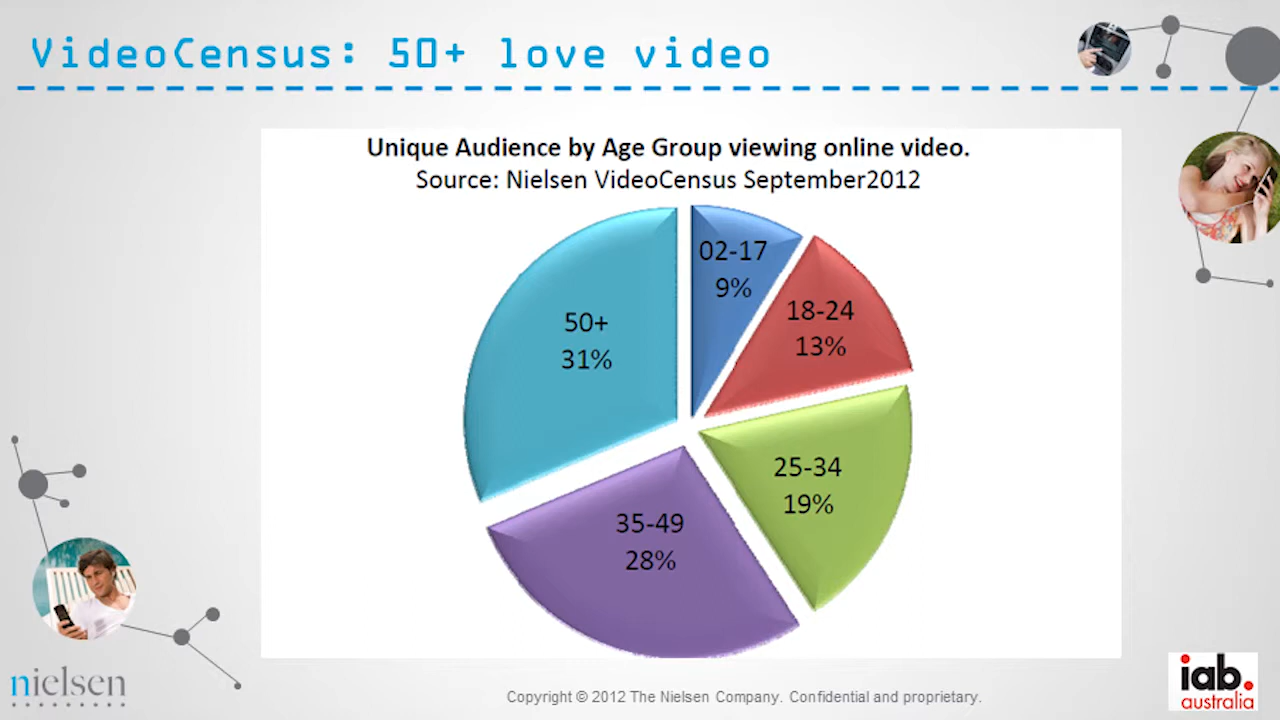 VideoCensus: 50+ love video
Unique Audience by Age Group viewing online video.
Source: Nielsen VideoCensus September2012
02-17
9%
18-24
13%
50+
31%
25-34
19%
35-49
28%
nielsen
Copyright © 2012 The Nielsen Company. Confidential and proprietary.
iab.
australia